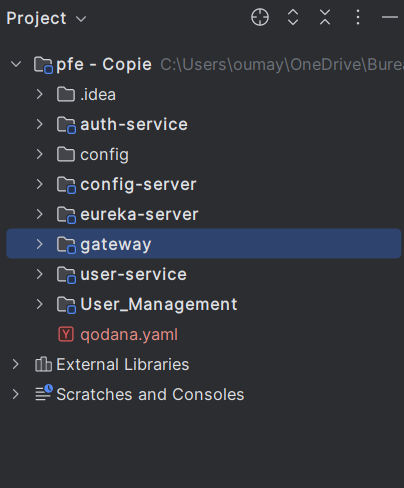 Project
pfe - Copie C:\Users\oumay\OneDrive\Burea
.idea
auth-service
config
config-server
eureka-server
gateway
user-service
User_Management
Y qodana.yaml
External Libraries
Scratches and Consoles